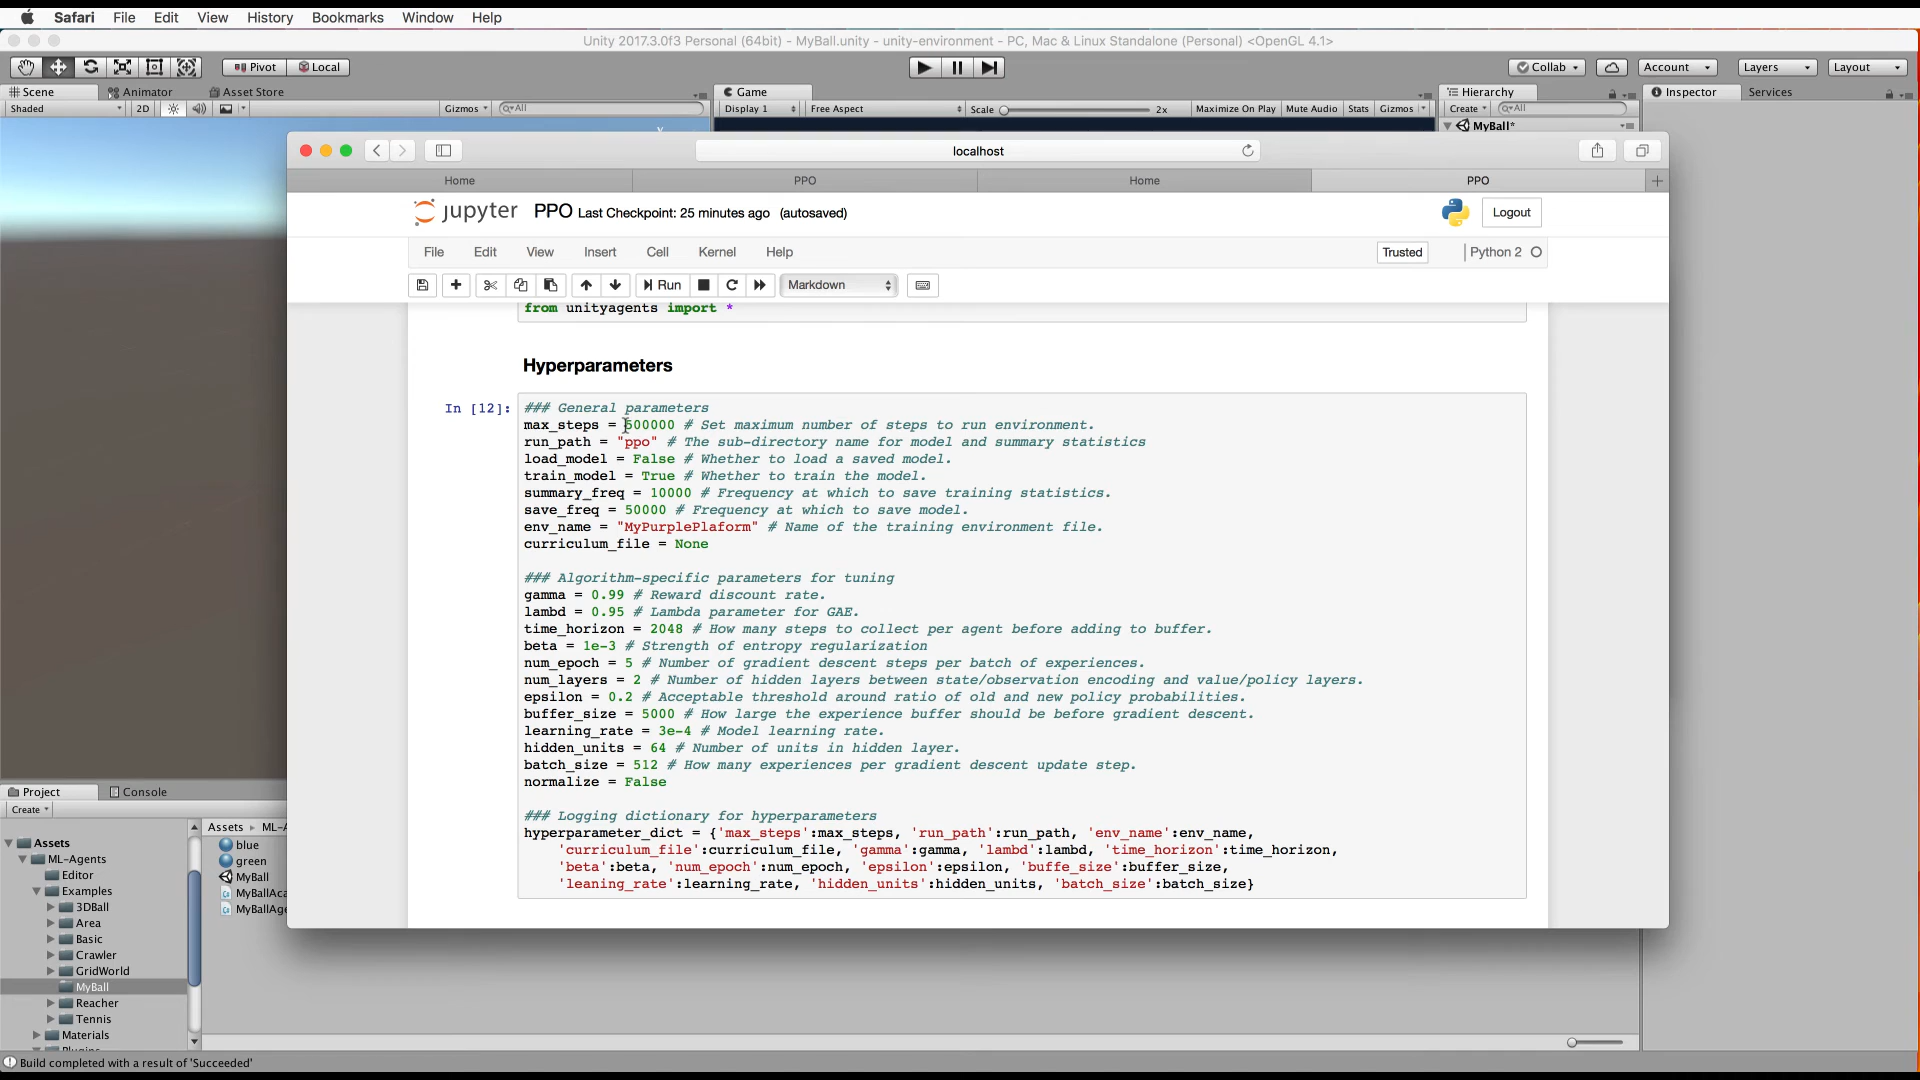 Safari File Edit View History Bookmarks Window Help
Unity 2017.3.0f3 Personal (64bit) - MyBall.unity - unity-environment - PC, Mac & Linux Standalone (Personal) <OpenGL 4.1>
Pivot Local Collab Account Layers Layout
Scene Animator Asset Store Game Hierarchy Inspector Services
Shaded 2D Gizmos All Display 1 Free Aspect Scale 2x Maximize On Play Mute Audio Stats Gizmos Create All
y MyBall*
localhost
Home PPO Home PPO
jupyter PPO Last Checkpoint: 25 minutes ago (autosaved) Logout
File Edit View Insert Cell Kernel Help Trusted Python 2
Run Markdown
from unityagents import *
Hyperparameters
In [12]: ### General parameters
max_steps = 500000 # Set maximum number of steps to run environment.
run_path = "ppo" # The sub-directory name for model and summary statistics
load_model = False # Whether to load a saved model.
train_model = True # Whether to train the model.
summary_freq = 10000 # Frequency at which to save training statistics.
save_freq = 50000 # Frequency at which to save model.
env_name = "MyPurplePlaform" # Name of the training environment file.
curriculum_file = None
### Algorithm-specific parameters for tuning
gamma = 0.99 # Reward discount rate.
lambd = 0.95 # Lambda parameter for GAE.
time_horizon = 2048 # How many steps to collect per agent before adding to buffer.
beta = 1e-3 # Strength of entropy regularization
num_epoch = 5 # Number of gradient descent steps per batch of experiences.
num_layers = 2 # Number of hidden layers between state/observation encoding and value/policy layers.
epsilon = 0.2 # Acceptable threshold around ratio of old and new policy probabilities.
buffer_size = 5000 # How large the experience buffer should be before gradient descent.
learning_rate = 3e-4 # Model learning rate.
hidden_units = 64 # Number of units in hidden layer.
batch_size = 512 # How many experiences per gradient descent update step.
normalize = False
### Logging dictionary for hyperparameters
hyperparameter_dict = {'max_steps':max_steps, 'run_path':run_path, 'env_name':env_name,
'curriculum_file':curriculum_file, 'gamma':gamma, 'lambd':lambd, 'time_horizon':time_horizon,
'beta':beta, 'num_epoch':num_epoch, 'epsilon':epsilon, 'buffe_size':buffer_size,
'leaning_rate':learning_rate, 'hidden_units':hidden_units, 'batch_size':batch_size}
Project Console
Create
Assets
ML-Agents
Editor
Examples
3DBall
Area
Basic
Crawler
GridWorld
MyBall
Reacher
Tennis
Materials
Assets ML-A
blue
green
MyBall
MyBallAca
MyBallAge
Build completed with a result of 'Succeeded'